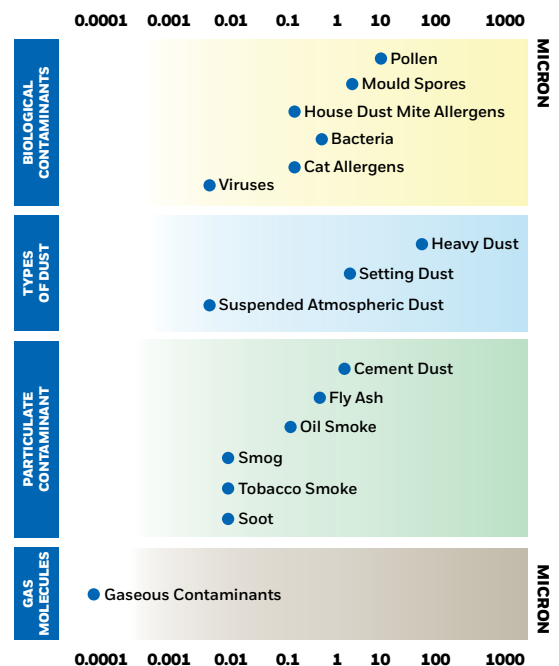 0.0001 0.001 0.01 0.1 1 10 100 1000
MICRON
BIOLOGICAL
CONTAMINANTS
Pollen
Mould Spores
House Dust Mite Allergens
Bacteria
Cat Allergens
Viruses
TYPES
OF DUST
Heavy Dust
Setting Dust
Suspended Atmospheric Dust
PARTICULATE
CONTAMINANT
Cement Dust
Fly Ash
Oil Smoke
Smog
Tobacco Smoke
Soot
GAS
MOLECULES
Gaseous Contaminants
MICRON
0.0001 0.001 0.01 0.1 1 10 100 1000